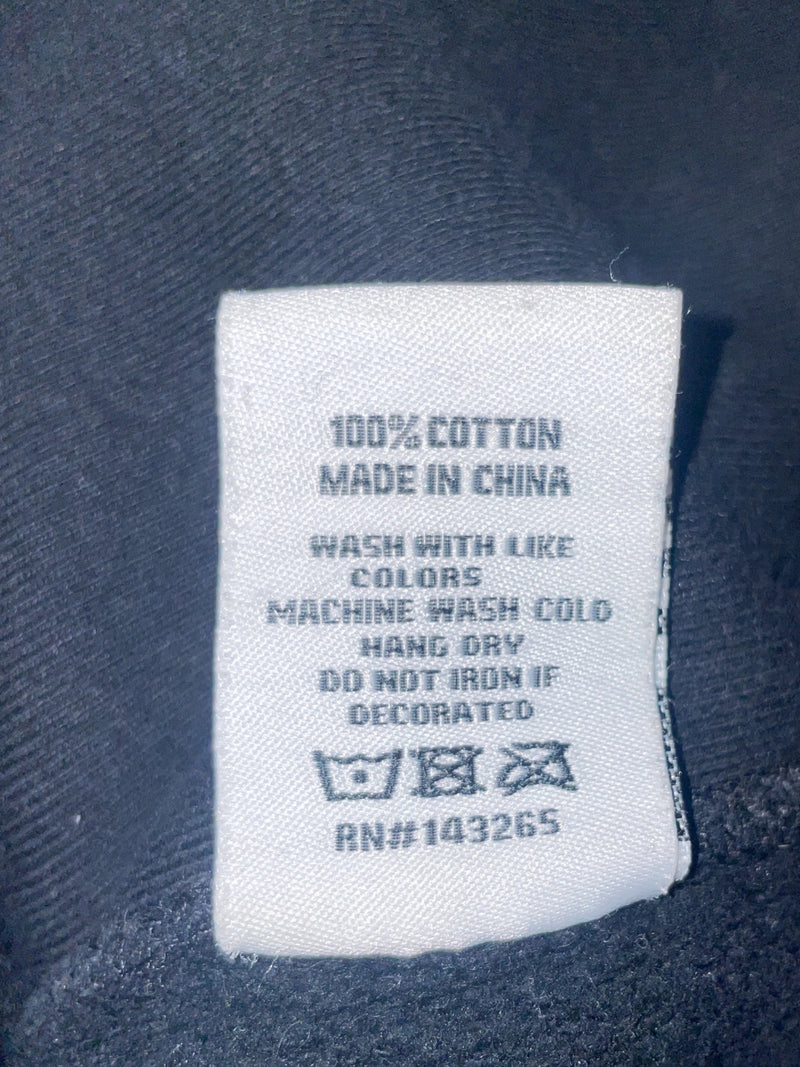 100% COTTON
MADE IN CHINA
WASH WITH LIKE
COLORS
MACHINE WASH COLD
HANG DRY
DO NOT IRON IF
DECORATED
RN#143265